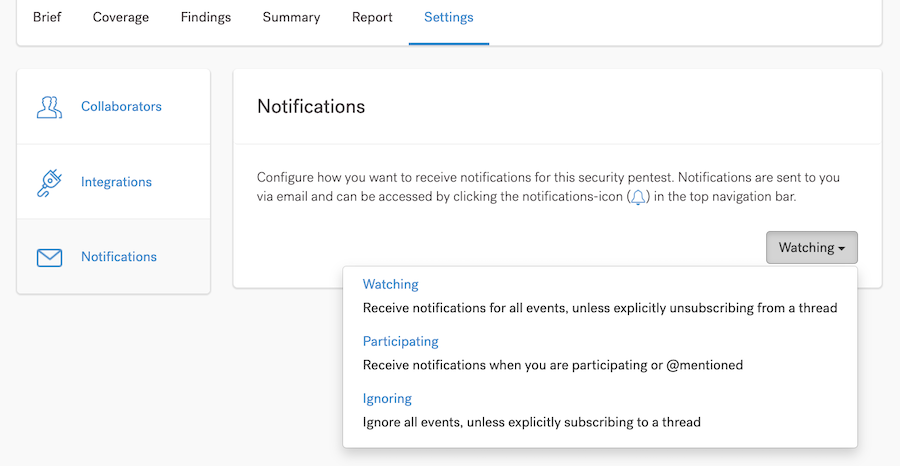 Brief Coverage Findings Summary Report Settings
Collaborators
Integrations
Notifications
Notifications
Configure how you want to receive notifications for this security pentest. Notifications are sent to you
via email and can be accessed by clicking the notifications-icon () in the top navigation bar.
Watching
Watching
Receive notifications for all events, unless explicitly unsubscribing from a thread
Participating
Receive notifications when you are participating or @mentioned
Ignoring
Ignore all events, unless explicitly subscribing to a thread